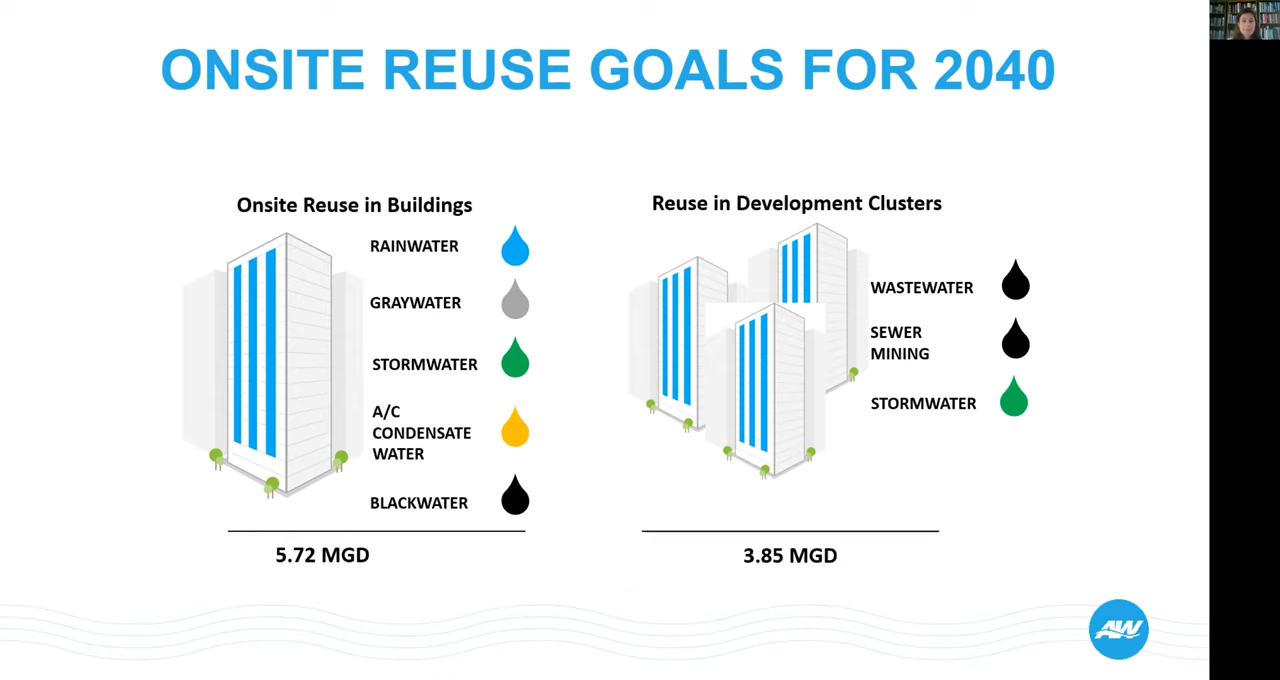 ONSITE REUSE GOALS FOR 2040
Onsite Reuse in Buildings
RAINWATER
GRAYWATER
STORMWATER
A/C
CONDENSATE
WATER
BLACKWATER
5.72 MGD
Reuse in Development Clusters
WASTEWATER
SEWER
MINING
STORMWATER
3.85 MGD
AW